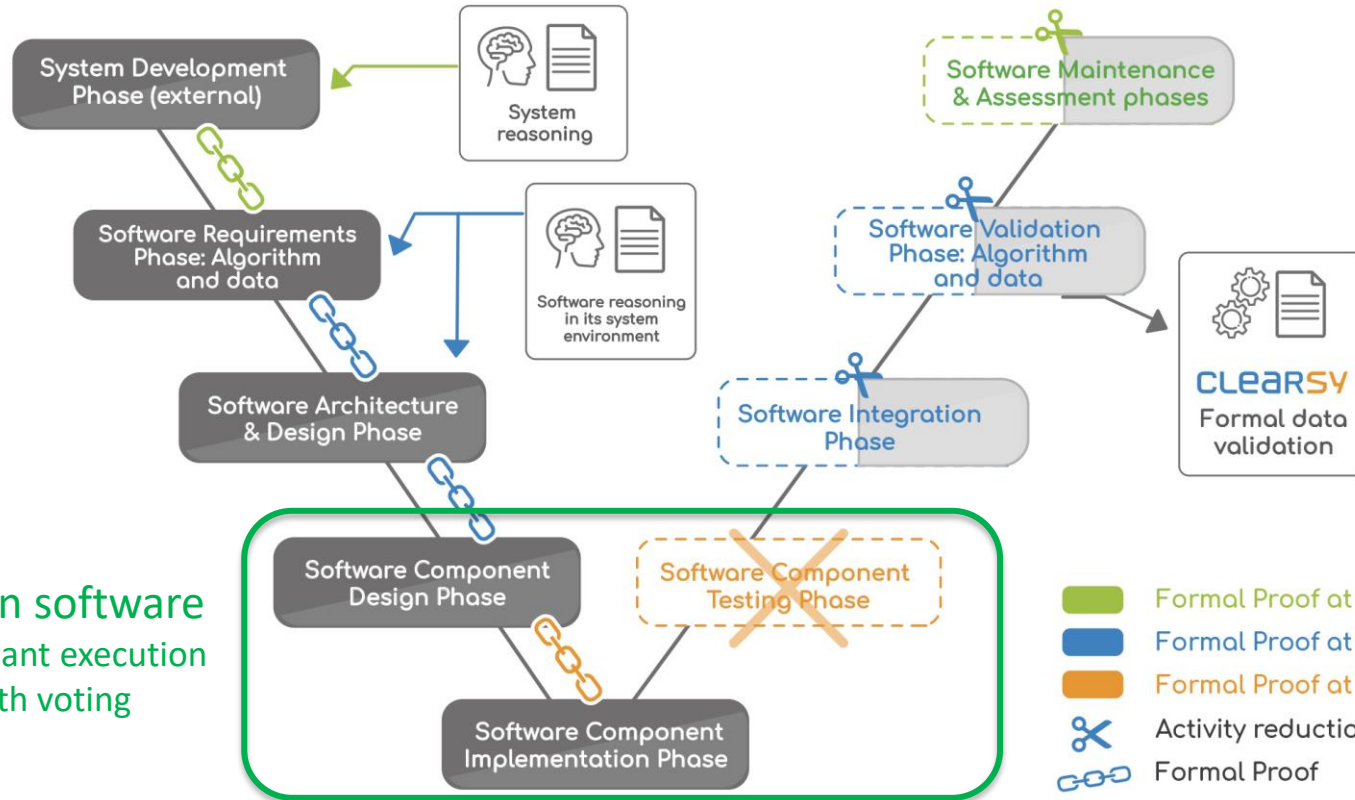 System Development
Phase (external)
System
reasoning
Software Maintenance
& Assessment phases
Software Requirements
Phase: Algorithm
and data
Software reasoning
in its system
environment
Software Validation
Phase: Algorithm
and data
CLEARSY
Formal data
validation
Software Architecture
& Design Phase
Software Integration
Phase
Software Component
Design Phase
Software Component
Testing Phase
software
execution
voting
Software Component
Implementation Phase
Formal Proof at
Formal Proof at
Formal Proof at
Activity
Formal Proof